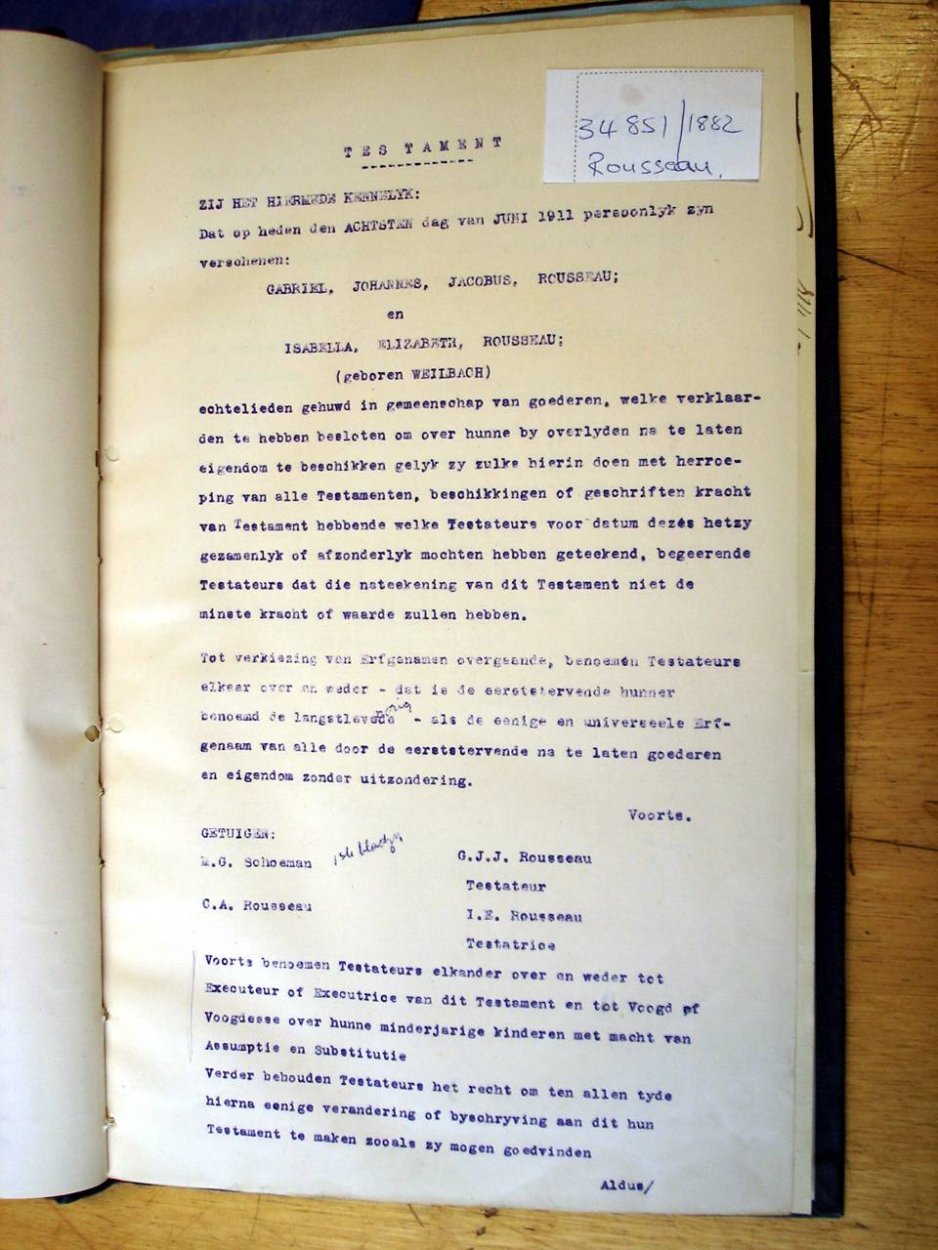 34851/1882
Rousseau.
TESTAMENT
ZIJ HET HIERMEDE KENNELYK:
Dat op heden den ACHTSTEN dag van JUNI 1911 persoonlyk zyn
verschenen:
GABRIEL, JOHANNES, JACOBUS, ROUSSEAU;
en
ISABELLA, ELIZABETH, ROUSSEAU;
(geboren WEILBACH)
echtelieden gehuwd in gemeenschap van goederen, welke verklaar-
den te hebben besloten om over hunne by overlyden na te laten
eigendom te beschikken gelyk zy zulks hierin doen met herroe-
ping van alle Testamenten, beschikkingen of geschriften kracht
van Testament hebbende welke Testateurs voor datum dezes hetzy
gezamenlyk of afzonderlyk mochten hebben geteekend, begeerende
Testateurs dat die nateekening van dit Testament niet de
minste kracht of waarde zullen hebben.
Tot verkiezing van Erfgenamen overgaande, benoemen Testateurs
elkaar over en weder - dat is de eerststervende hunner
benoemd de langstlevede - als de eenige en universeele Erf-
genaam van alle door de eerststervende na te laten goederen
en eigendom zonder uitzondering.
Voorts.
GETUIGEN:
M.G. Schoeman
G.J.J. Rousseau
Testateur
C.A. Rousseau
I.E. Rousseau
Testatrice
Voorts benoemen Testateurs elkander over en weder tot
Executeur of Executrice van dit Testament en tot Voogd of
Voogdesse over hunne minderjarige kinderen met macht van
Assumptie en Substitutie
Verder behouden Testateurs het recht om ten allen tyde
hierna eenige verandering of byschryving aan dit hun
Testament te maken zooals zy mogen goedvinden
Aldus/